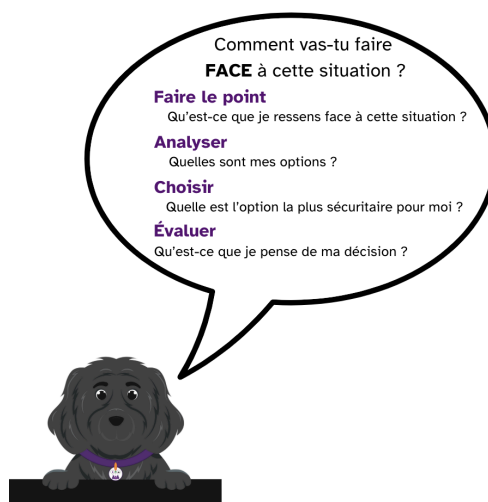 Comment vas-tu faire
FACE à cette situation ?
Faire le point
Qu'est-ce que je ressens face à cette situation ?
Analyser
Quelles sont mes options ?
Choisir
Quelle est l'option la plus sécuritaire pour moi ?
Évaluer
Qu'est-ce que je pense de ma décision ?